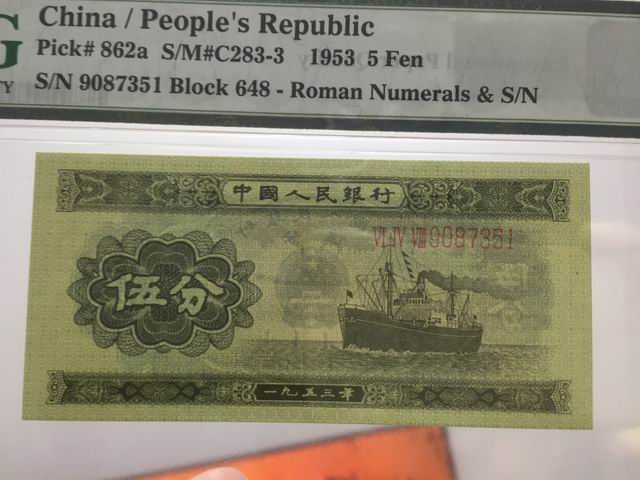 China / People's Republic
Pick# 862a S/M#C283-3 1953 5 Fen
S/N 9087351 Block 648 - Roman Numerals & S/N
G
TY
中國人民銀行
VI IV VIII 9087351
伍分
一九五三年